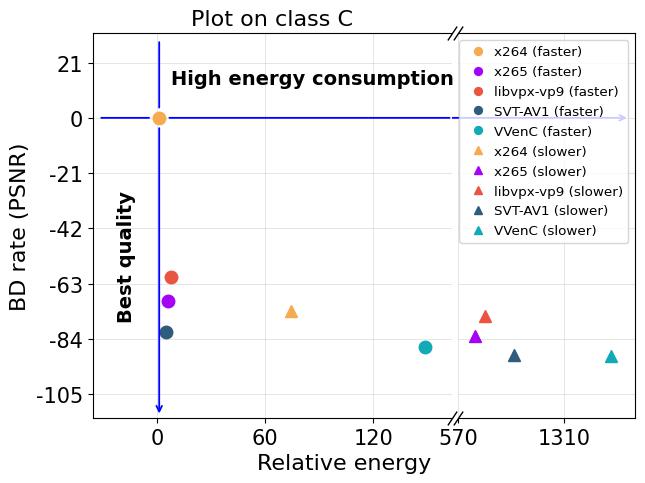 Plot on class C
High energy consumption
x264 (faster)
x265 (faster)
libvpx-vp9 (faster)
SVT-AV1 (faster)
VVenC (faster)
x264 (slower)
x265 (slower)
libvpx-vp9 (slower)
SVT-AV1 (slower)
VVenC (slower)
BD rate (PSNR)
Best quality
21
0
-21
-42
-63
-84
-105
0 60 120 570 1310
Relative energy